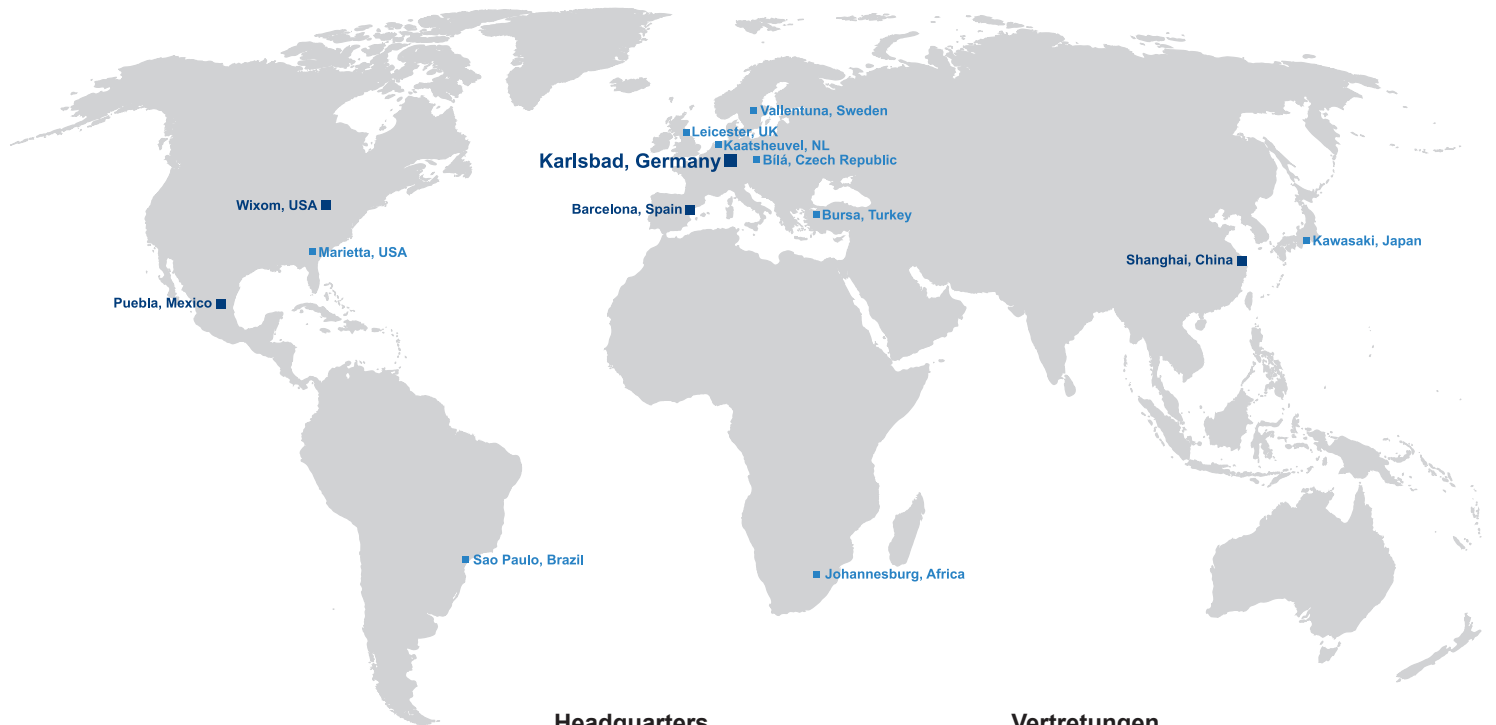 Vallentuna, Sweden
Leicester, UK
Kaatsheuvel, NL
Karlsbad, Germany
Bílá, Czech Republic
Wixom, USA
Barcelona, Spain
Bursa, Turkey
Marietta, USA
Kawasaki, Japan
Shanghai, China
Puebla, Mexico
Sao Paulo, Brazil
Johannesburg, Africa
Headquarters
Vertretungen